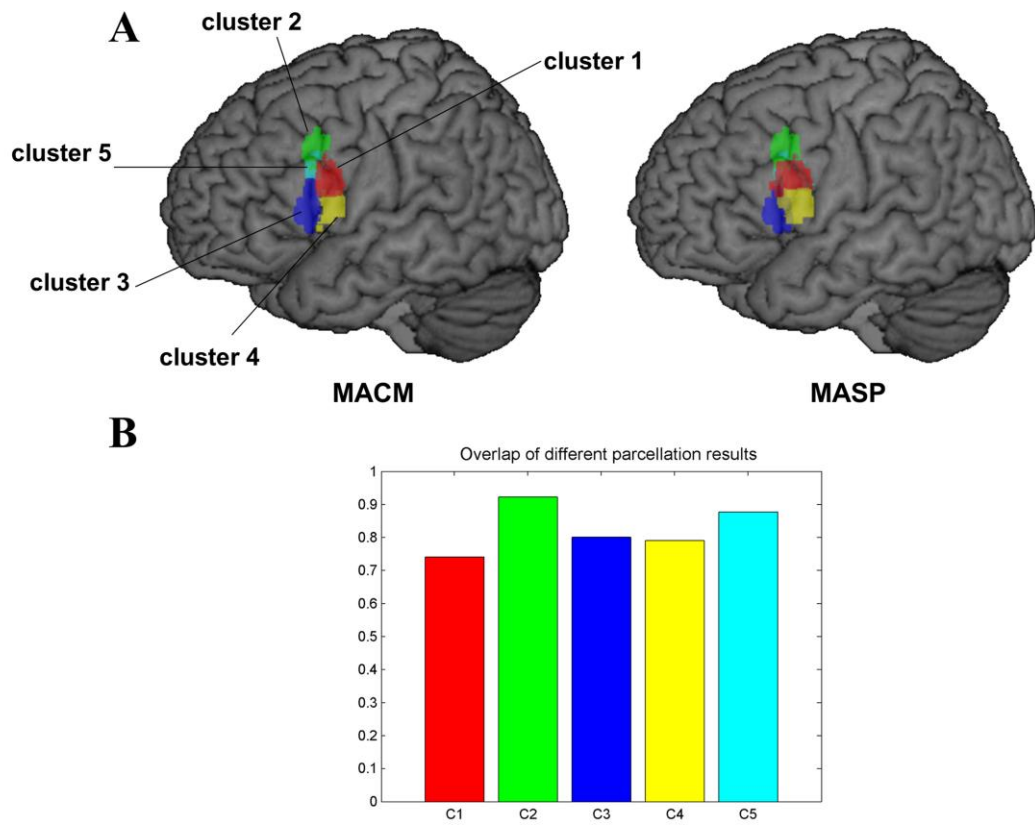 A
cluster 2
cluster 1
cluster 5
cluster 3
cluster 4
MACM
MASP
B
Overlap of different parcellation results
1
0.9
0.8
0.7
0.6
0.5
0.4
0.3
0.2
0.1
0
C1 C2 C3 C4 C5